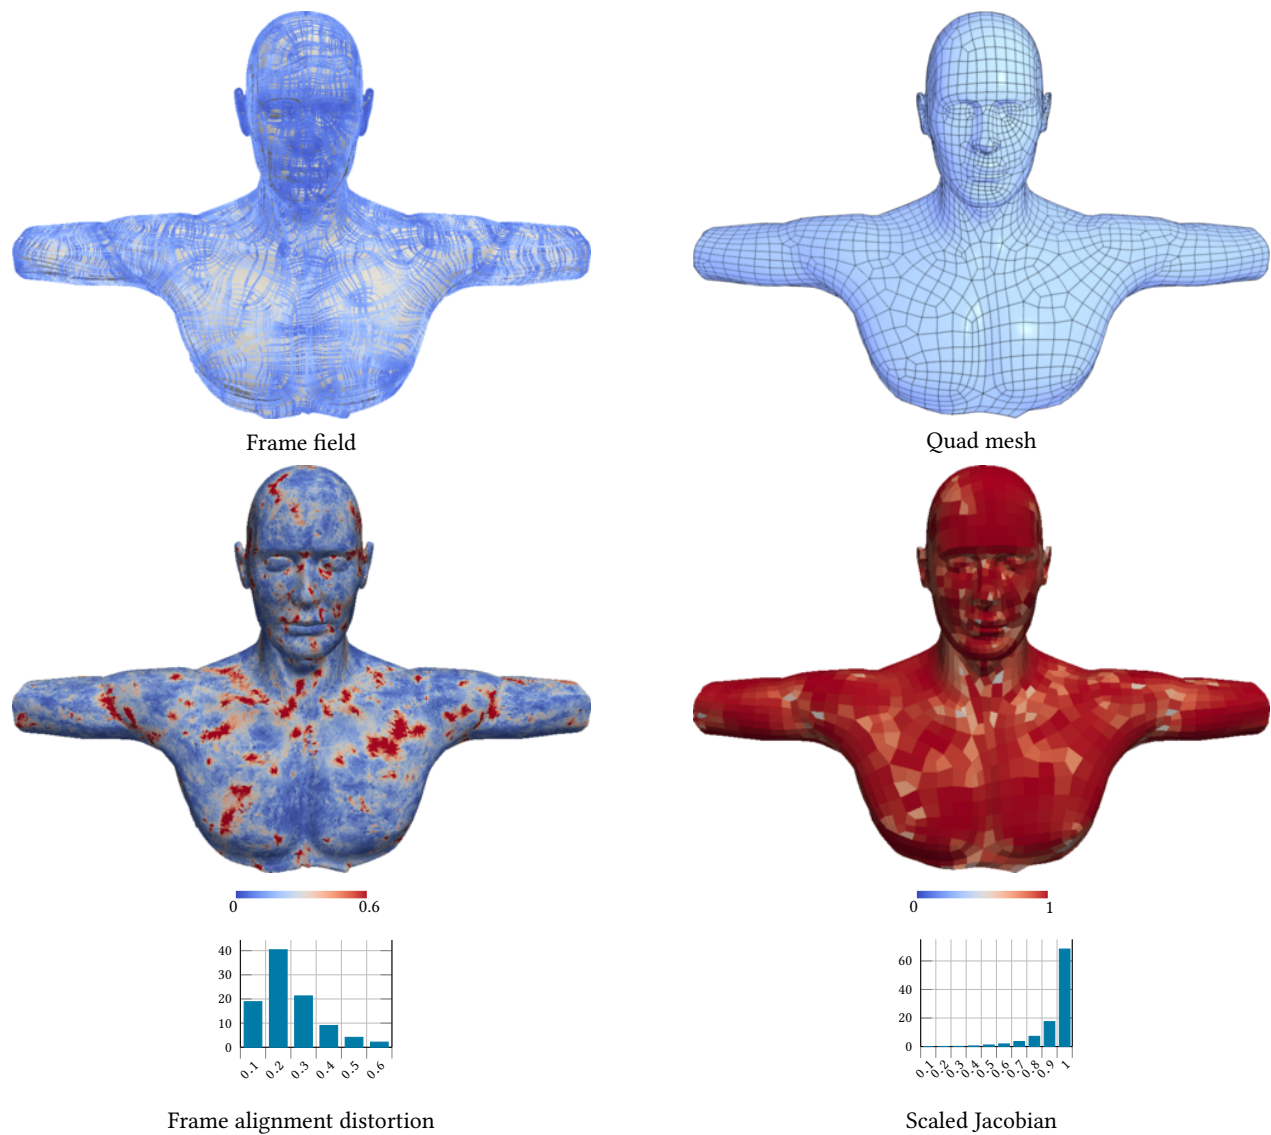 Frame field
Quad mesh
0 0.6
0 1
40
30
20
10
0
0.1 0.2 0.3 0.4 0.5 0.6
60
40
20
0
0.1 0.2 0.3 0.4 0.5 0.6 0.7 0.8 0.9 1
Frame alignment distortion
Scaled Jacobian